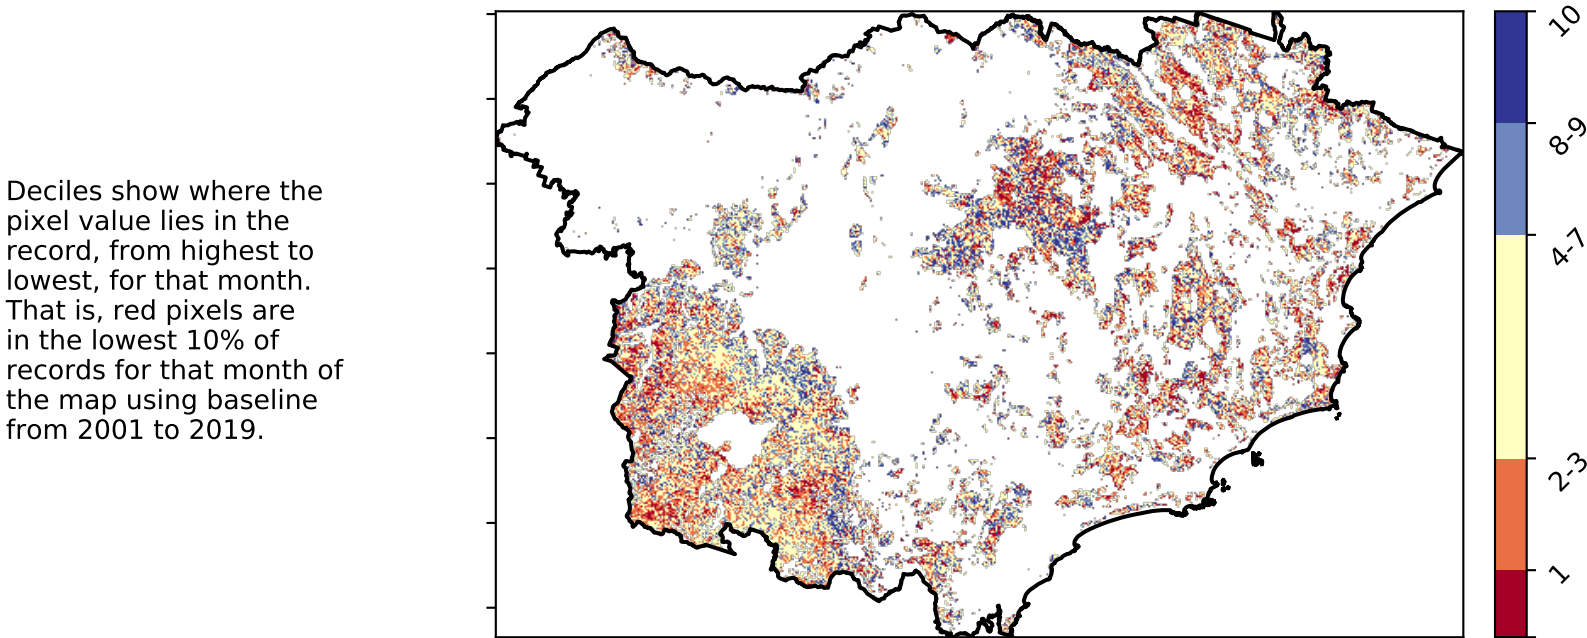 Deciles show where the
pixel value lies in the
record, from highest to
lowest, for that month.
That is, red pixels are
in the lowest 10% of
records for that month of
the map using baseline
from 2001 to 2019.
10
8-9
4-7
2-3
1